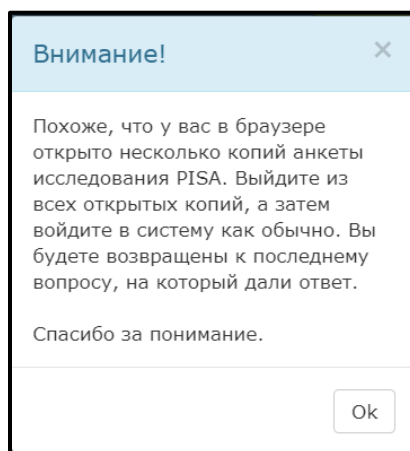 Внимание!
×
Похоже, что у вас в браузере
открыто несколько копий анкеты
исследования PISA. Выйдите из
всех открытых копий, а затем
войдите в систему как обычно. Вы
будете возвращены к последнему
вопросу, на который дали ответ.
Спасибо за понимание.
Ok